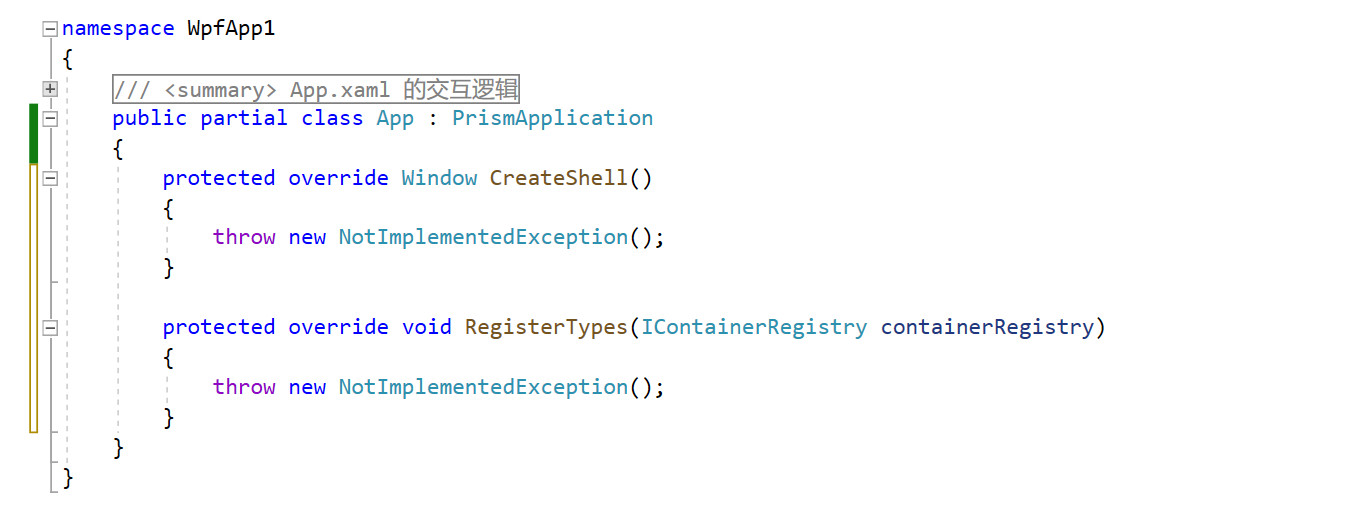 namespace WpfApp1
{
/// <summary> App.xaml 的交互逻辑
public partial class App : PrismApplication
{
protected override Window CreateShell()
{
throw new NotImplementedException();
}
protected override void RegisterTypes(IContainerRegistry containerRegistry)
{
throw new NotImplementedException();
}
}
}